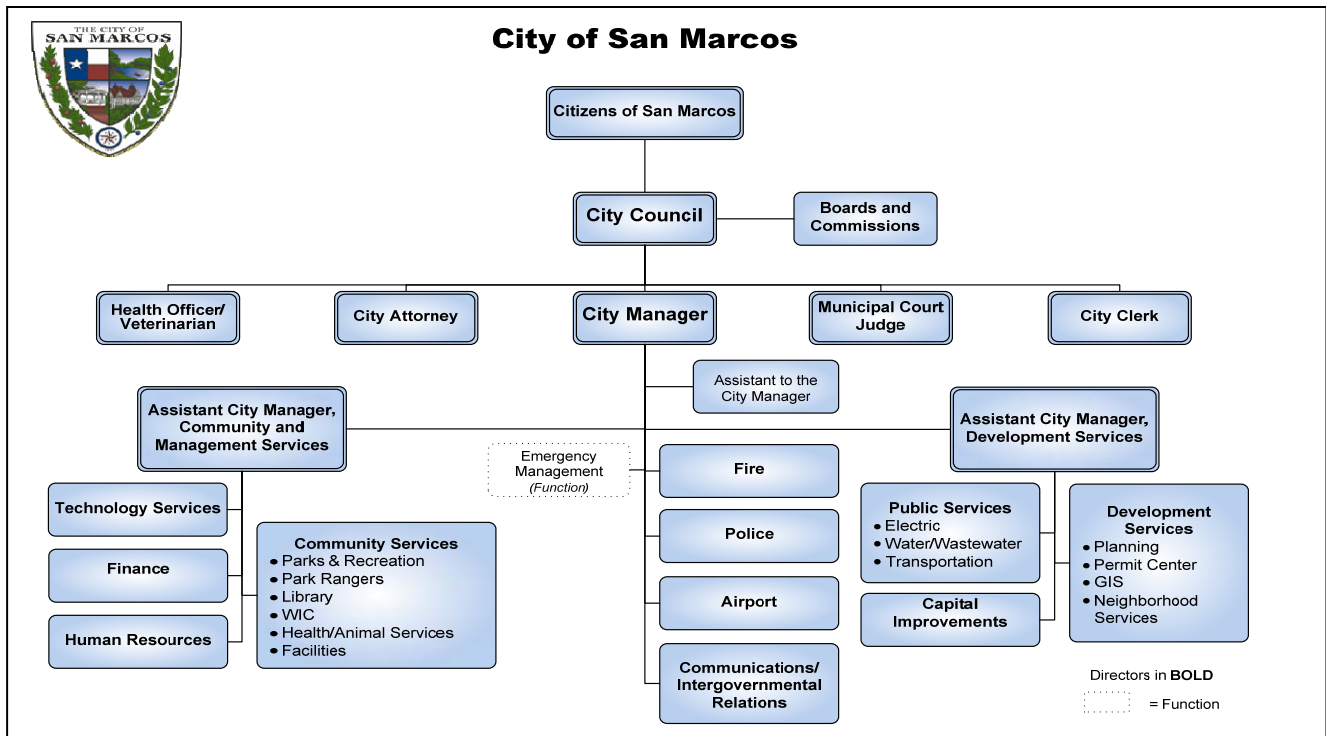 THE CITY OF
SAN MARCOS
City of San Marcos
Citizens of San Marcos
City Council
Boards and
Commissions
Health Officer/
Veterinarian
City Attorney
City Manager
Municipal Court
Judge
City Clerk
Assistant to the
City Manager
Assistant City Manager,
Community and
Management Services
Assistant City Manager,
Development Services
Emergency
Management
(Function)
Fire
Police
Airport
Communications/
Intergovernmental
Relations
Technology Services
Finance
Human Resources
Community Services
● Parks & Recreation
● Park Rangers
● Library
● WIC
● Health/Animal Services
● Facilities
Public Services
● Electric
● Water/Wastewater
● Transportation
Capital
Improvements
Development
Services
● Planning
● Permit Center
● GIS
● Neighborhood
Services
Directors in BOLD
= Function